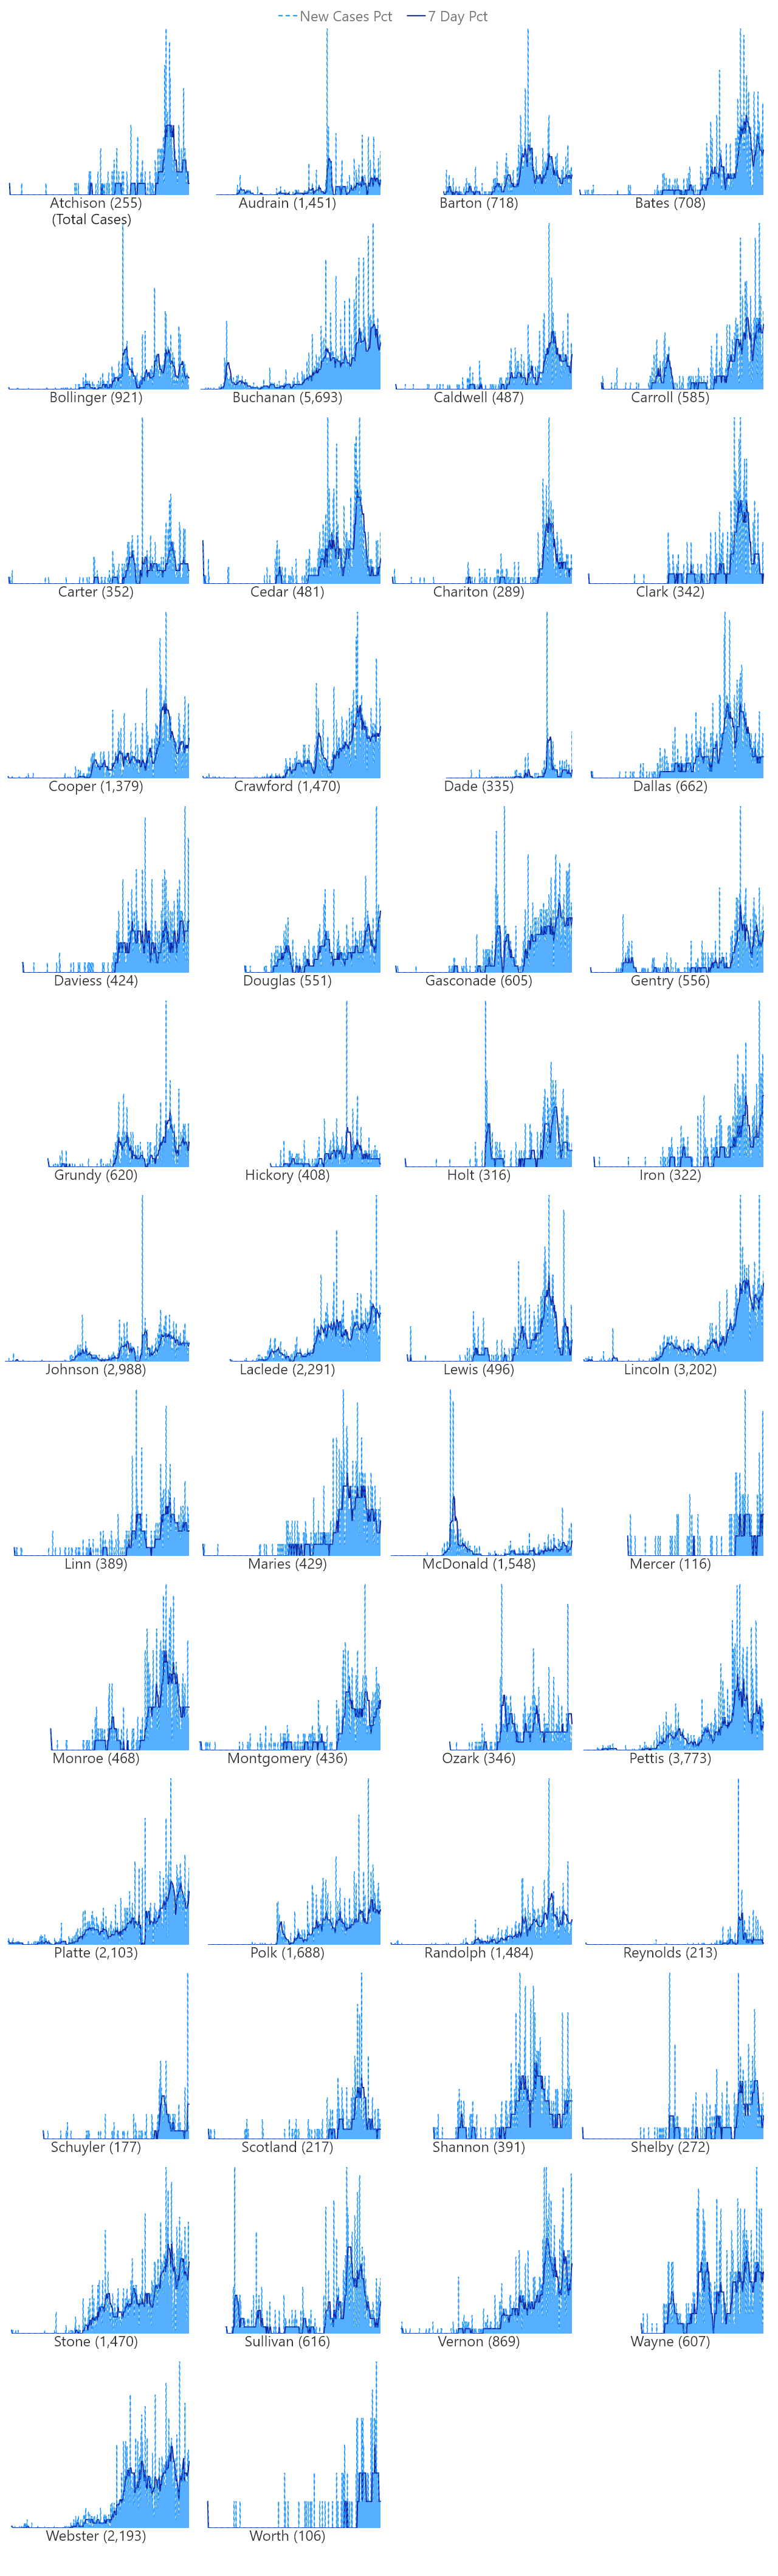 New Cases Pct 7 Day Pct
Atchison (255) Audrain (1,451) Barton (718) Bates (708)
(Total Cases)
Bollinger (921) Buchanan (5,693) Caldwell (487) Carroll (585)
Carter (352) Cedar (481) Chariton (289) Clark (342)
Cooper (1,379) Crawford (1,470) Dade (335) Dallas (662)
Daviess (424) Douglas (551) Gasconade (605) Gentry (556)
Grundy (620) Hickory (408) Holt (316) Iron (322)
Johnson (2,988) Laclede (2,291) Lewis (496) Lincoln (3,202)
Linn (389) Maries (429) McDonald (1,548) Mercer (116)
Monroe (468) Montgomery (436) Ozark (346) Pettis (3,773)
Platte (2,103) Polk (1,688) Randolph (1,484) Reynolds (213)
Schuyler (177) Scotland (217) Shannon (391) Shelby (272)
Stone (1,470) Sullivan (616) Vernon (869) Wayne (607)
Webster (2,193) Worth (106)